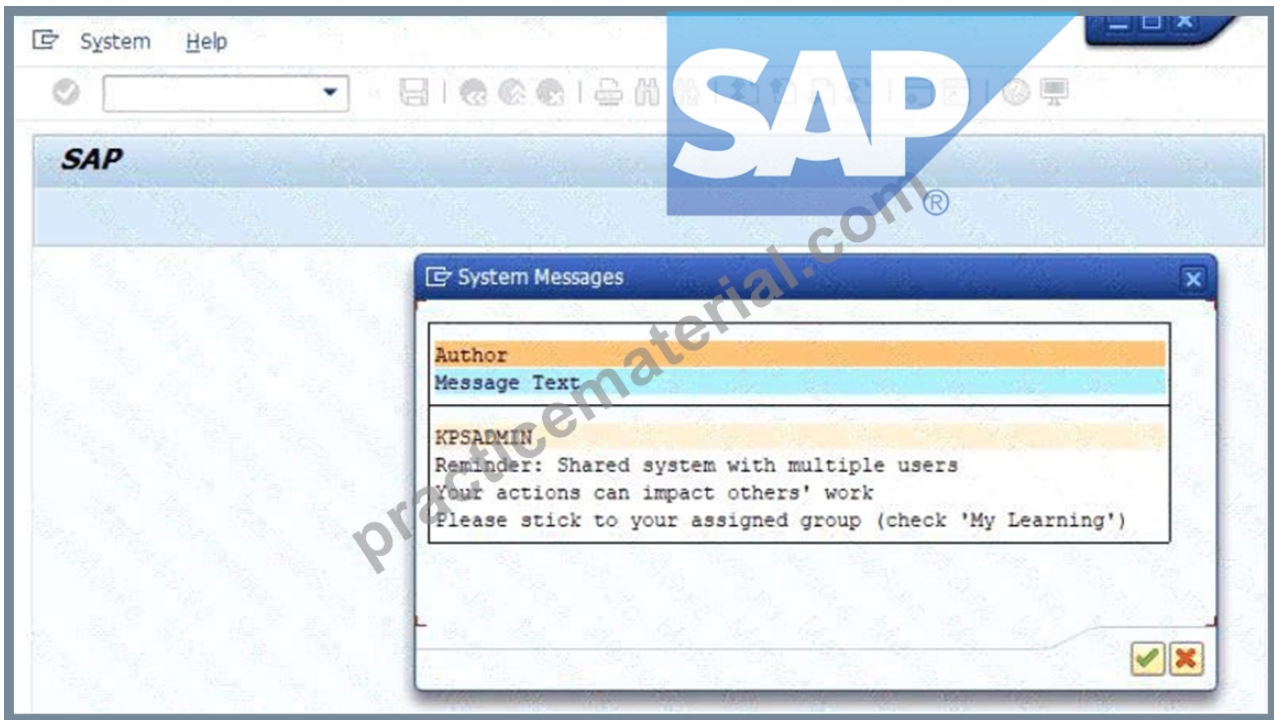 System Help
SAP
SAP
®
System Messages
Author
Message Text
KPSADMIN
Reminder: Shared system with multiple users
Your actions can impact others' work
Please stick to your assigned group (check 'My Learning')
practicematerial.com